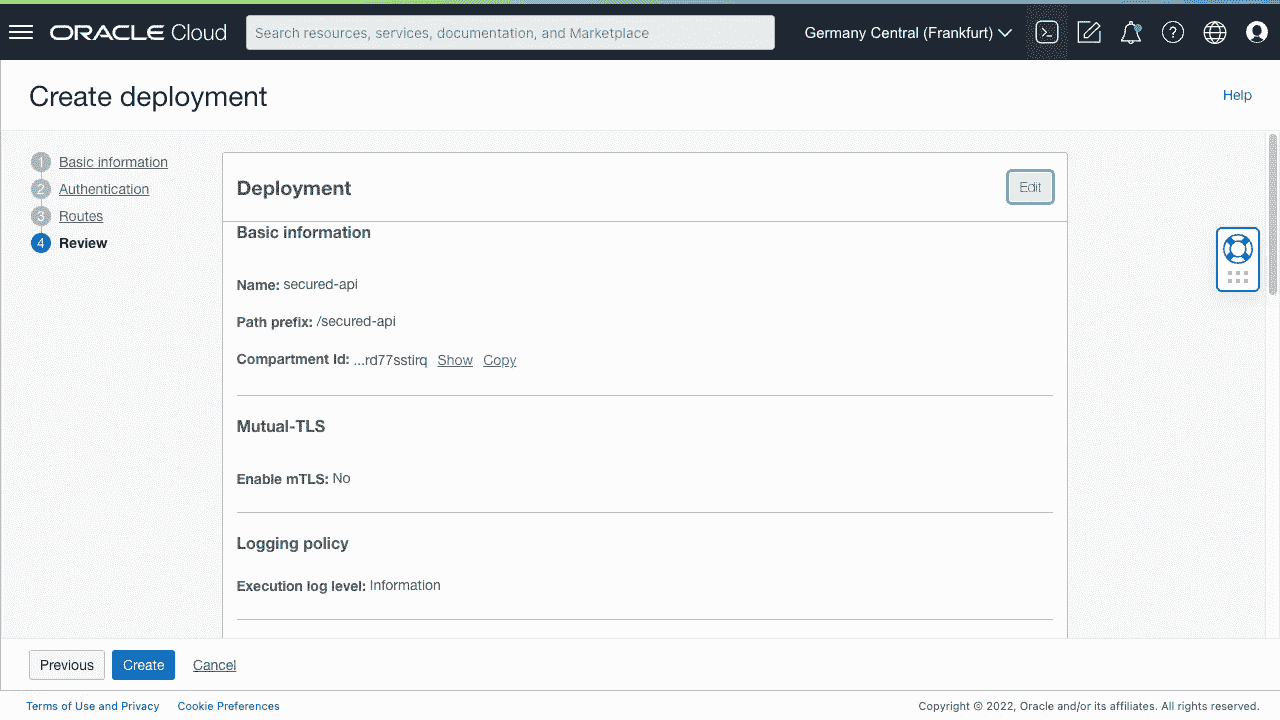 ORACLE Cloud
Search resources, services, documentation, and Marketplace
Germany Central (Frankfurt)
Create deployment
Help
1 Basic information
2 Authentication
3 Routes
4 Review
Deployment
Edit
Basic information
Name: secured-api
Path prefix: /secured-api
Compartment Id: ...rd77sstirq Show Copy
Mutual-TLS
Enable mTLS: No
Logging policy
Execution log level: Information
Previous Create Cancel
Terms of Use and Privacy Cookie Preferences
Copyright © 2022, Oracle and/or its affiliates. All rights reserved.